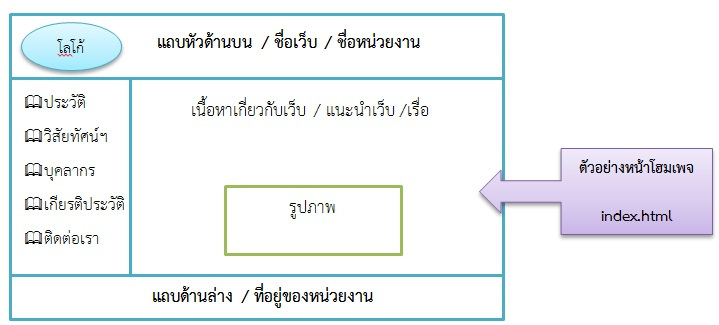 โลโก้
แถบหัวด้านบน / ชื่อเว็บ / ชื่อหน่วยงาน
ประวัติ
วิสัยทัศน์ฯ
บุคลากร
เกียรติประวัติ
ติดต่อเรา
เนื้อหาเกี่ยวกับเว็บ / แนะนำเว็บ /เรื่อ
รูปภาพ
แถบด้านล่าง / ที่อยู่ของหน่วยงาน
ตัวอย่างหน้าโฮมเพจ
index.html